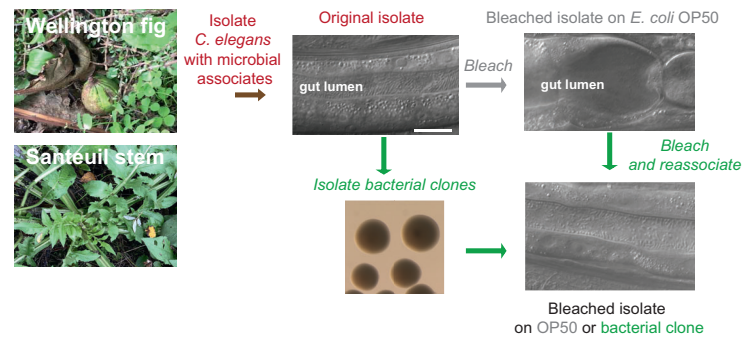 Wellington fig
Isolate
C. elegans
with microbial
associates
Original isolate
gut lumen
Bleach
Bleached isolate on E. coli OP50
gut lumen
Santeuil stem
Isolate bacterial clones
Bleach
and reassociate
Bleached isolate
on OP50 or bacterial clone